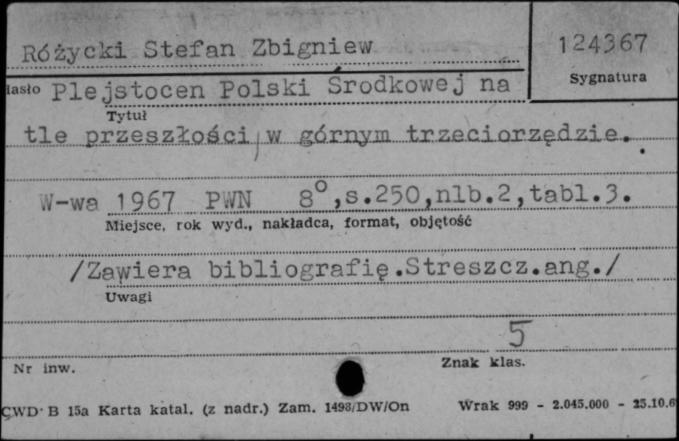 Różycki Stefan Zbigniew
124367
Sygnatura
hasło Plejstocen Polski Środkowej na
Tytuł
tle przeszłości w górnym trzeciorzędzie.
W-wa 1967 PWN 8°,s.250,nlb.2,tabl.3.
Miejsce, rok wyd., nakładca, format, objętość
/Zawiera bibliografię.Streszcz.ang./
Uwagi
5
Nr inw.
Znak klas.
CWD B 15a Karta katal. (z nadr.) Zam. 1498/DW/On Wrak 999 - 2.045.000 - 25.10.6